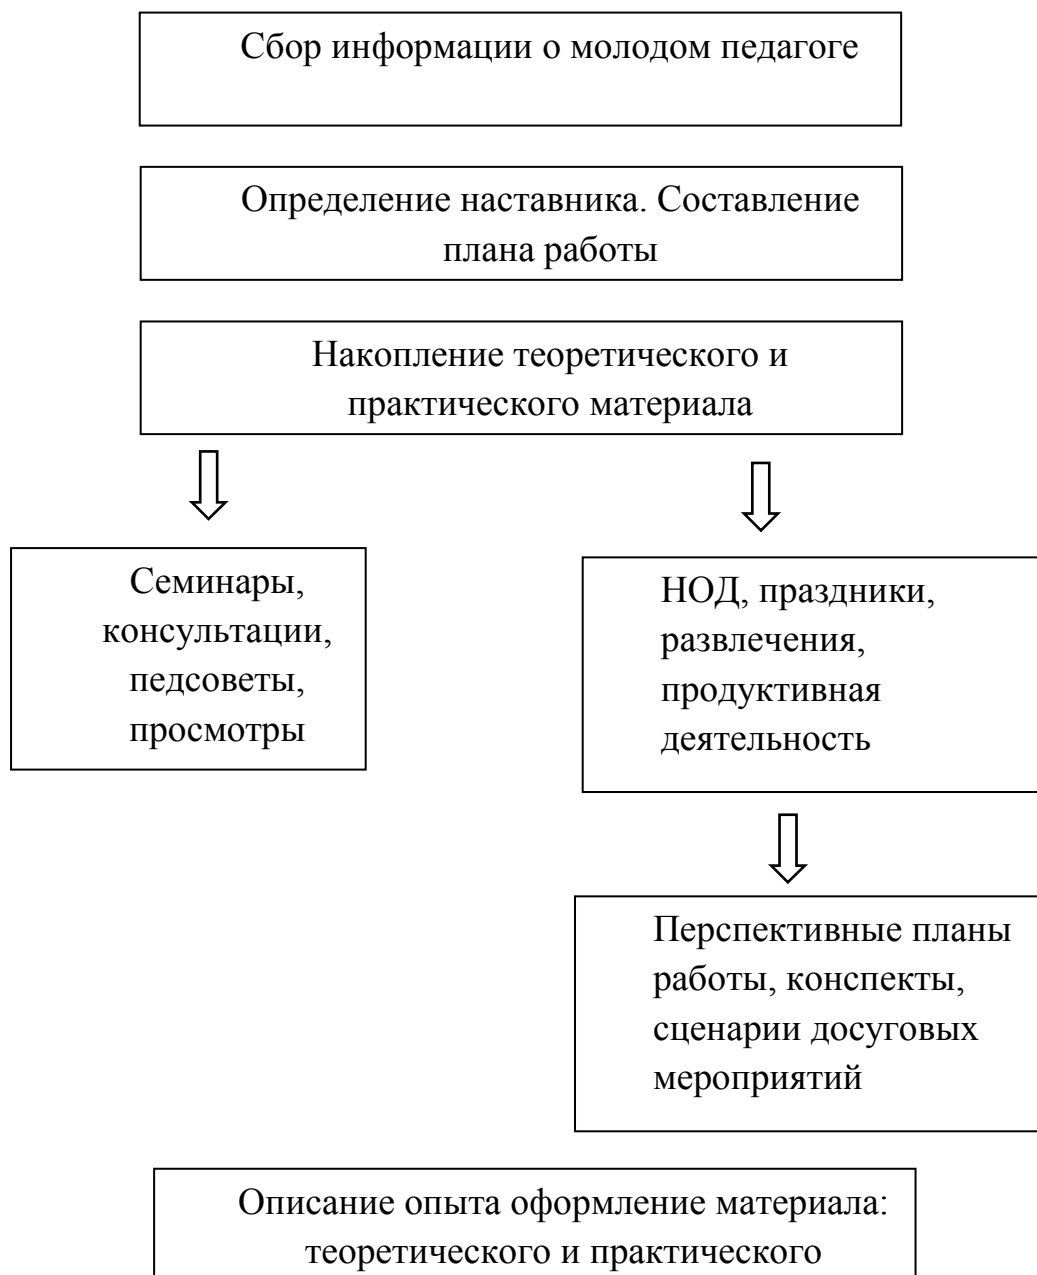 Сбор информации о молодом педагоге
Определение наставника. Составление
плана работы
Накопление теоретического и
практического материала
Семинары,
консультации,
педсоветы,
просмотры
НОД, праздники,
развлечения,
продуктивная
деятельность
Перспективные планы
работы, конспекты,
сценарии досуговых
мероприятий
Описание опыта оформление материала:
теоретического и практического